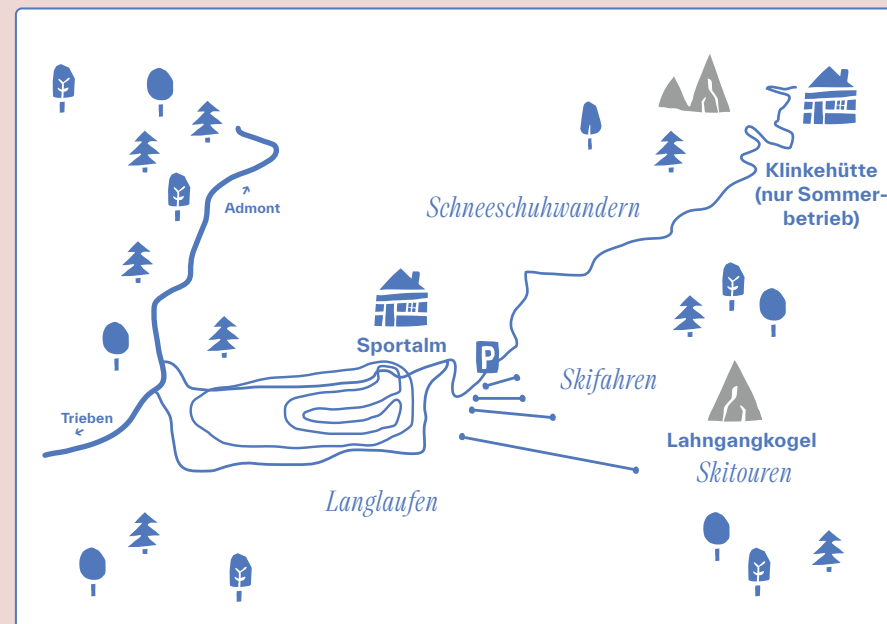 Klinkehütte
(nur Sommer-
betrieb)
Schneeschuhwandern
Admont
Sportalm
P
Skifahren
Trieben
Lahngangkogel
Skitouren
Langlaufen